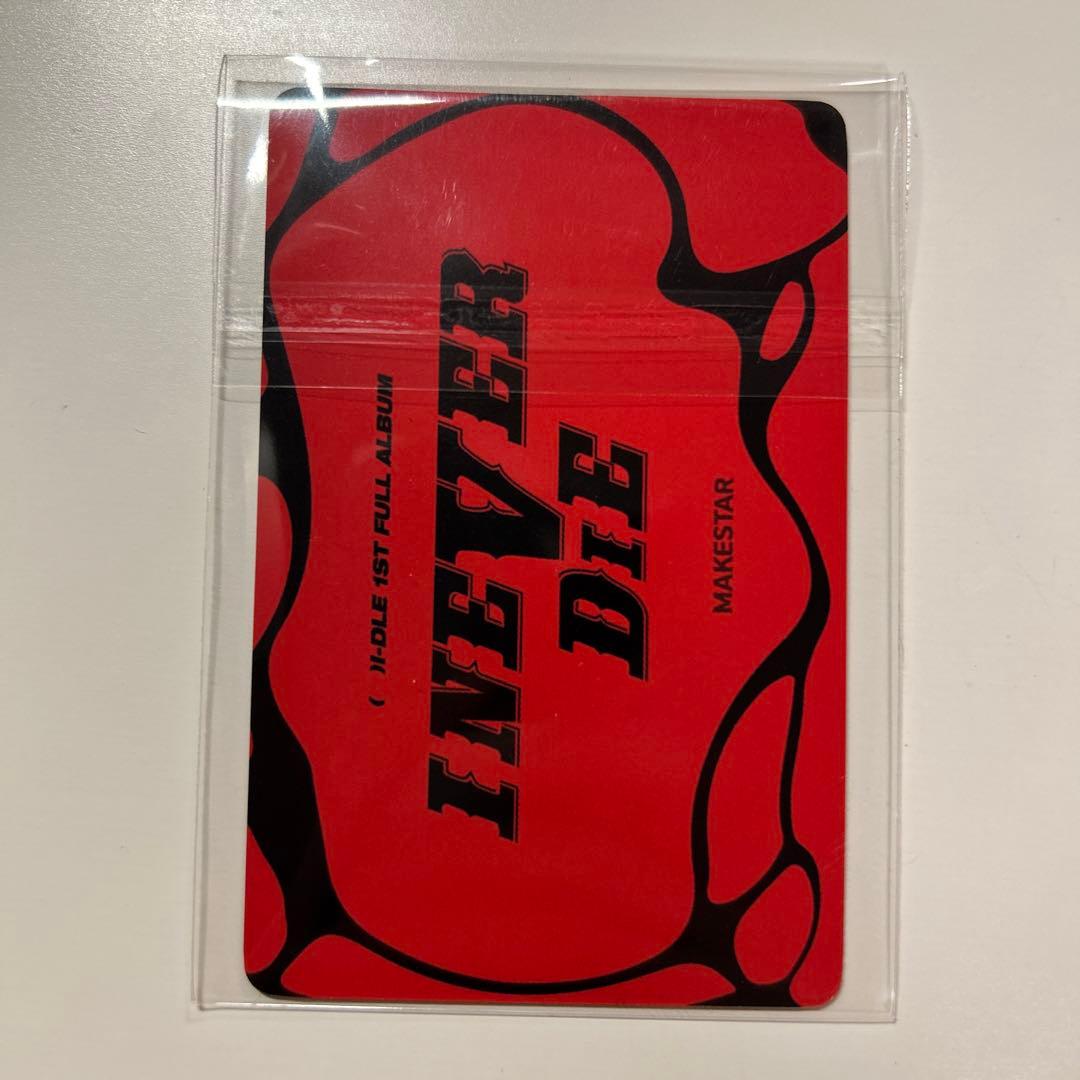 ( )I-DLE 1ST FULL ALBUM
I NEVER
DIE
MAKESTAR